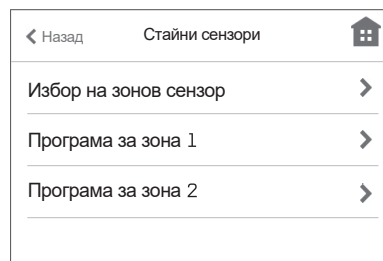 Назад Стайни сензори
Избор на зонов сензор
Програма за зона 1
Програма за зона 2